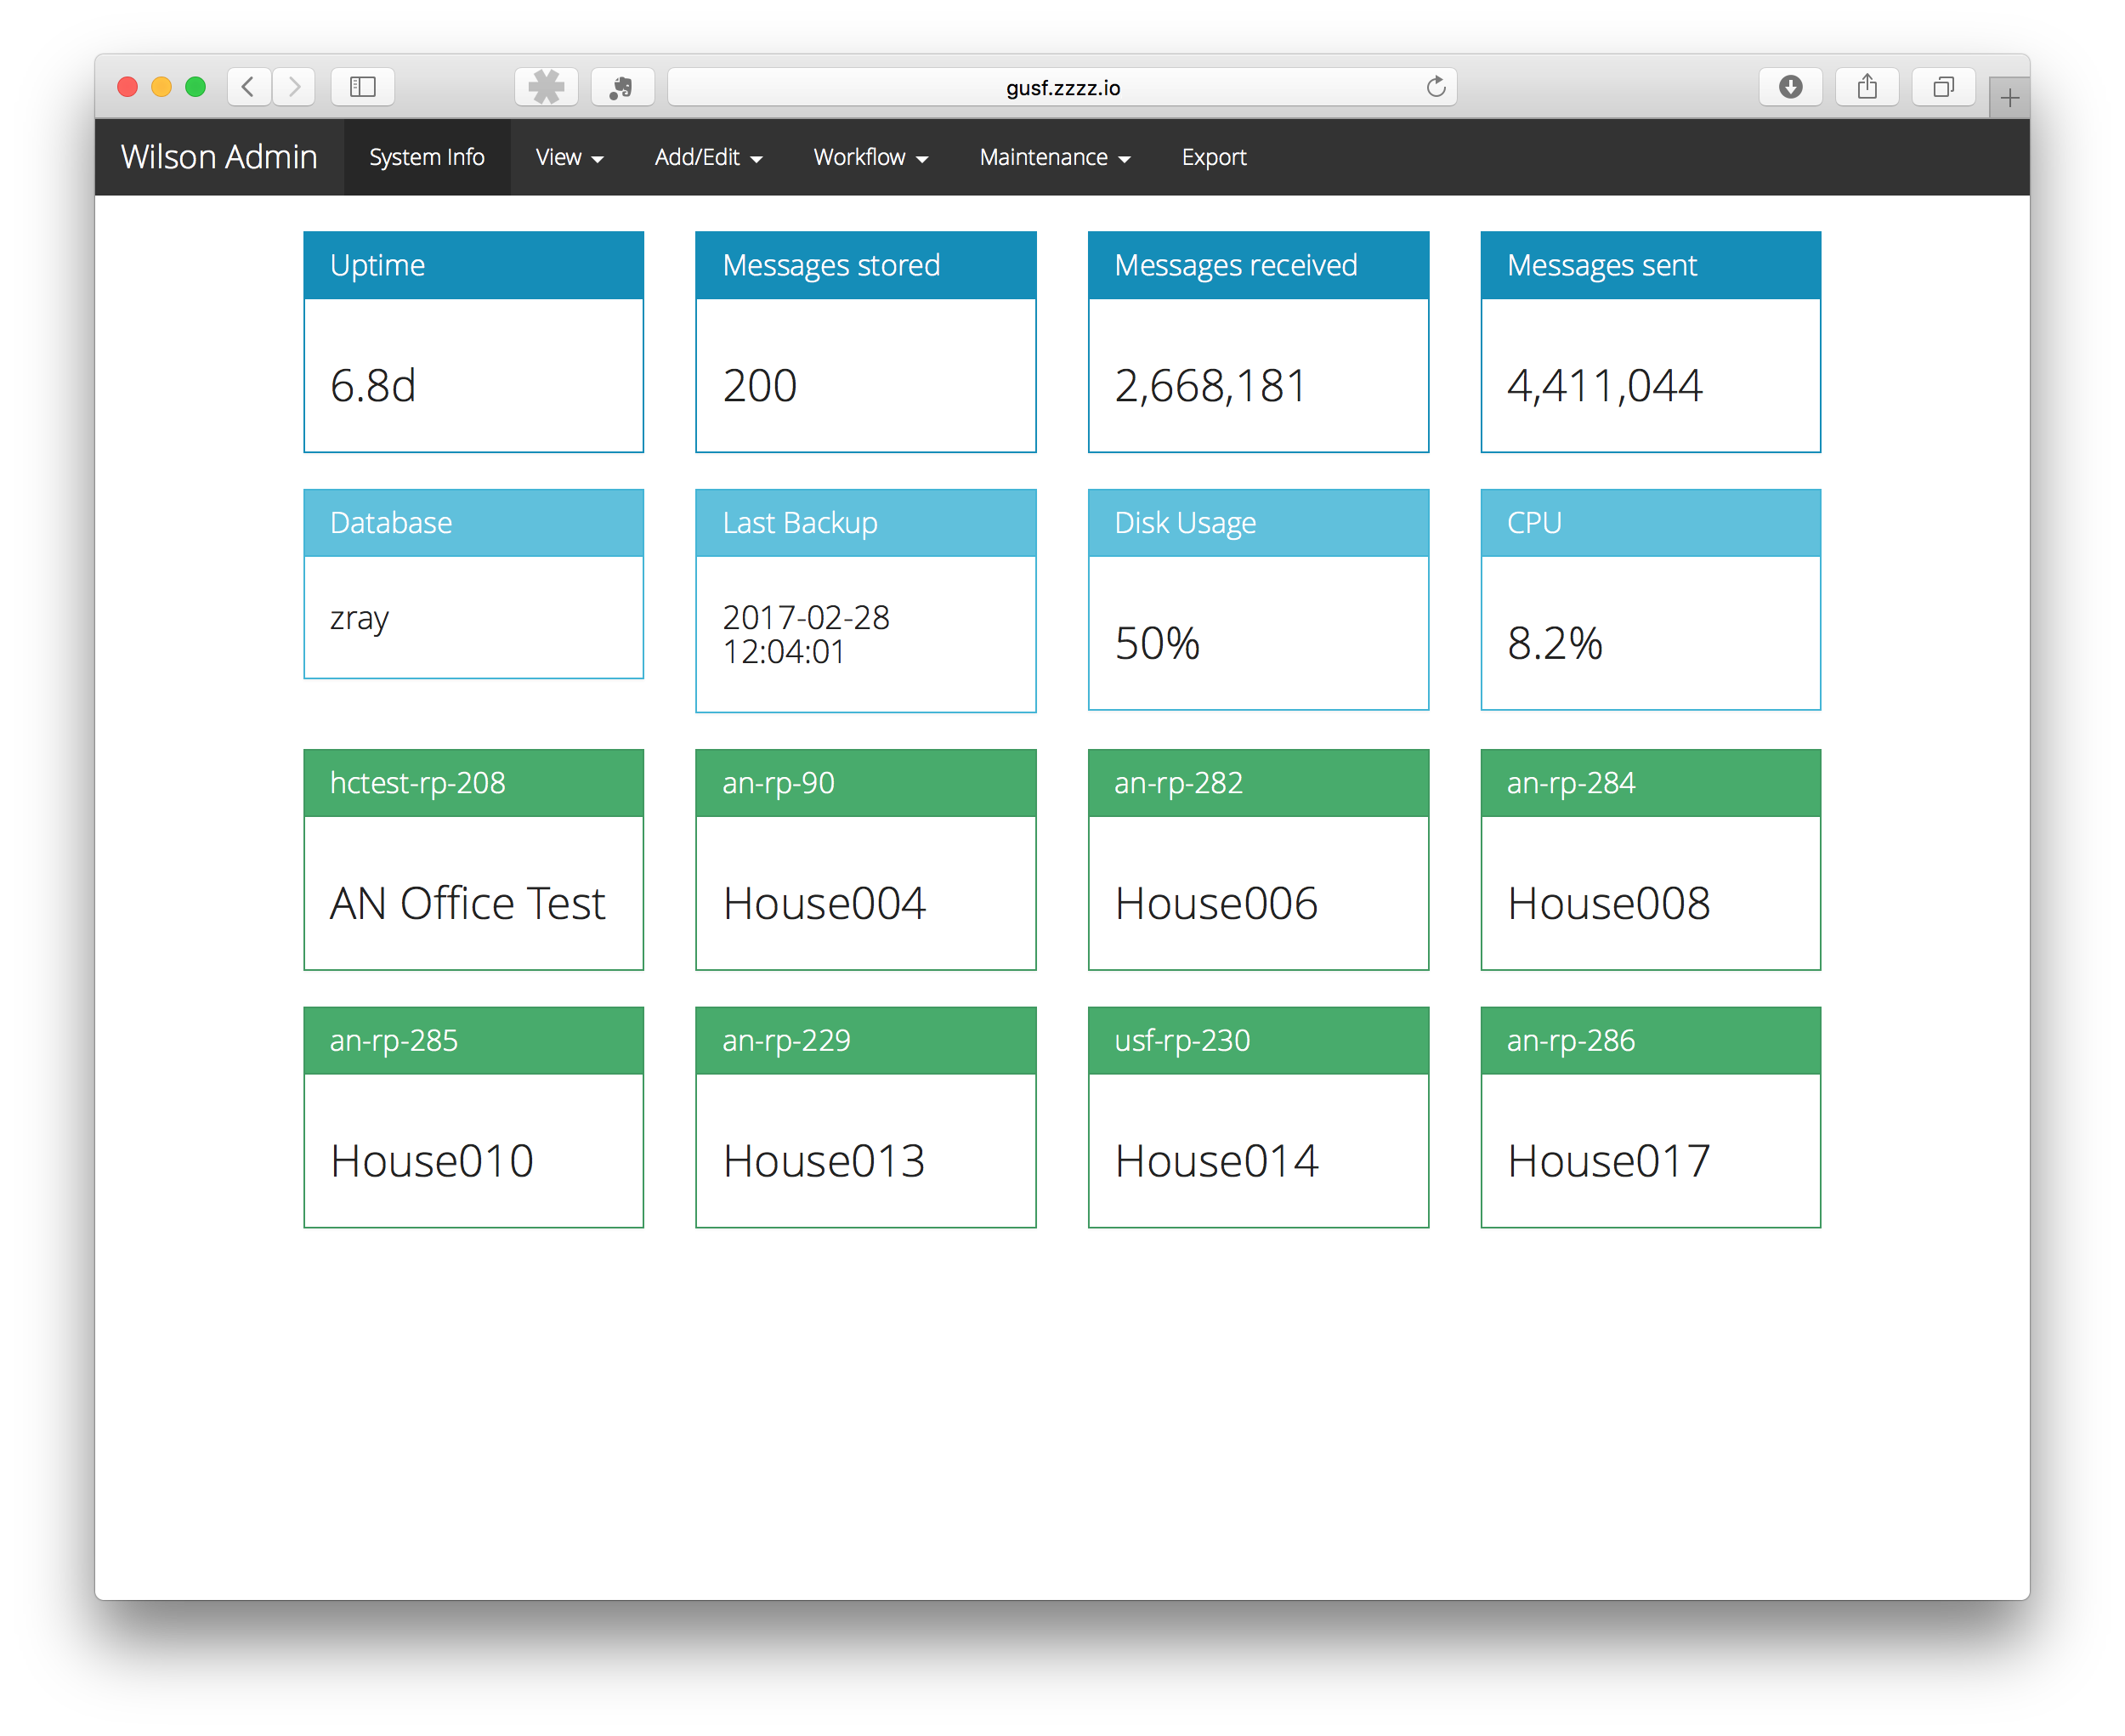 gusf.zzzz.io
Wilson Admin System Info View Add/Edit Workflow Maintenance Export
Uptime Messages stored Messages received Messages sent
6.8d 200 2,668,181 4,411,044
Database Last Backup Disk Usage CPU
zray 2017-02-28 50% 8.2%
12:04:01
hctest-rp-208 an-rp-90 an-rp-282 an-rp-284
AN Office Test House004 House006 House008
an-rp-285 an-rp-229 usf-rp-230 an-rp-286
House010 House013 House014 House017